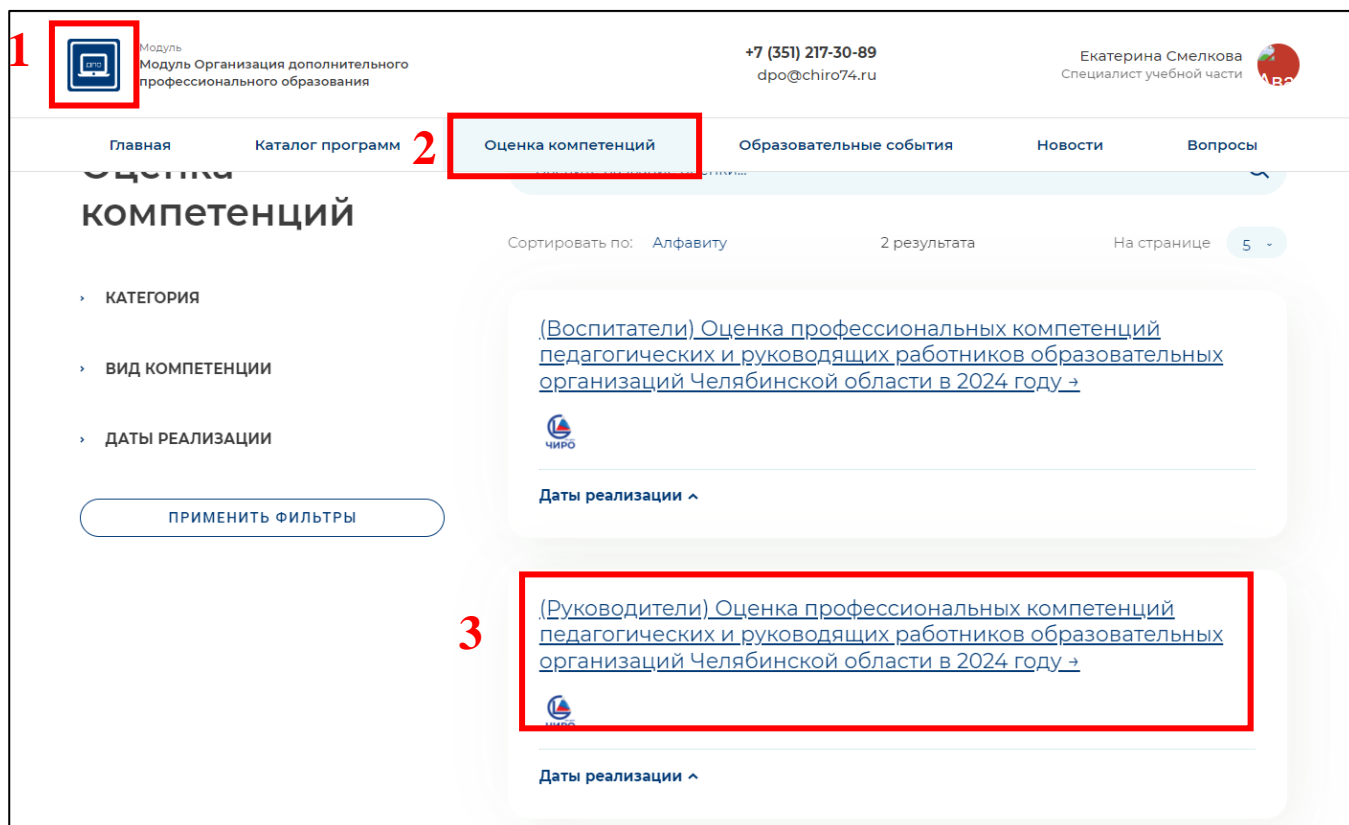 1
дпо
Модуль
Модуль Организация дополнительного
профессионального образования
+7 (351) 217-30-89
dpo@chiro74.ru
Екатерина Смелкова
Специалист учебной части
Ава
Главная
Каталог программ
2
Оценка компетенций
Образовательные события
Новости
Вопросы
Оценка
компетенций
Сортировать по: Алфавиту
2 результата
На странице 5
КАТЕГОРИЯ
ВИД КОМПЕТЕНЦИИ
ДАТЫ РЕАЛИЗАЦИИ
ПРИМЕНИТЬ ФИЛЬТРЫ
(Воспитатели) Оценка профессиональных компетенций
педагогических и руководящих работников образовательных
организаций Челябинской области в 2024 году →
ЧИРО
Даты реализации
3
(Руководители) Оценка профессиональных компетенций
педагогических и руководящих работников образовательных
организаций Челябинской области в 2024 году →
ЧИРО
Даты реализации